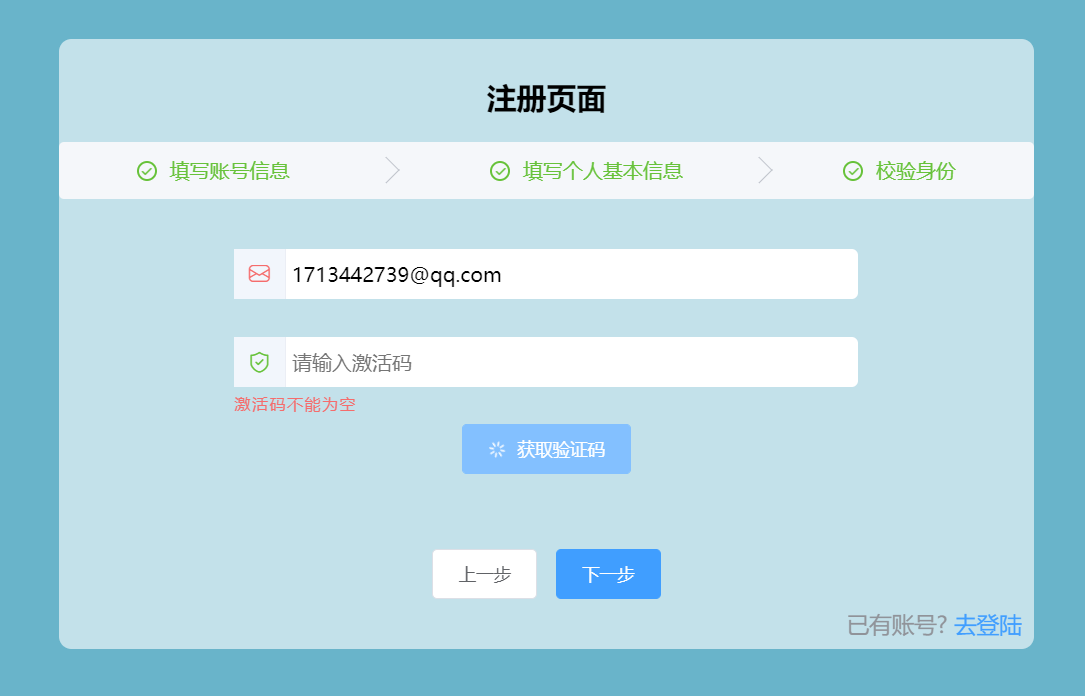 注册页面
填写账号信息 填写个人基本信息 校验身份
1713442739@qq.com
请输入激活码
激活码不能为空
获取验证码
上一步 下一步
已有账号? 去登陆